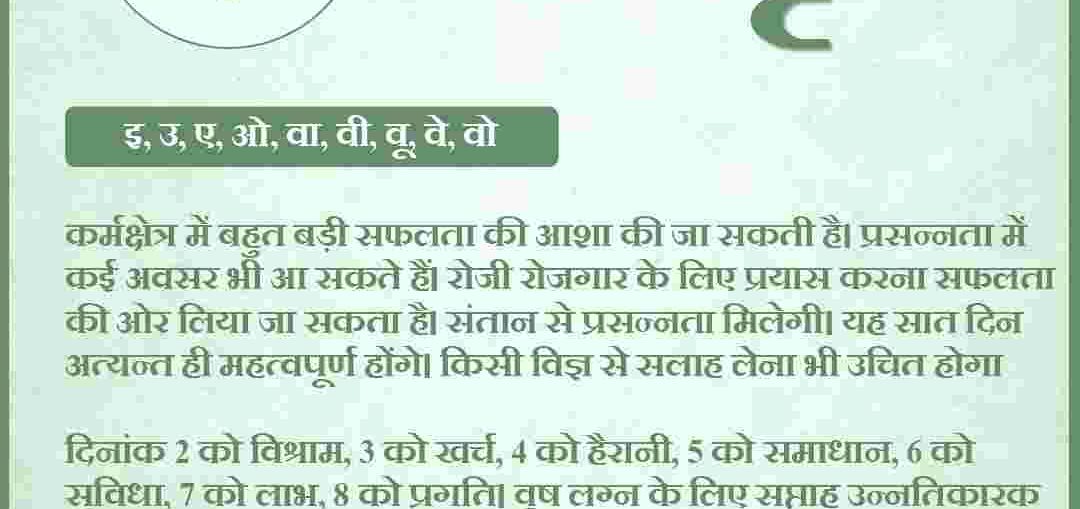 इ, उ, ए, ओ, वा, वी, वू, वे, वो
कर्मक्षेत्र में बहुत बड़ी सफलता की आशा की जा सकती है। प्रसन्नता में
कई अवसर भी आ सकते हैं। रोजी रोजगार के लिए प्रयास करना सफलता
की ओर लिया जा सकता है। संतान से प्रसन्नता मिलेगी। यह सात दिन
अत्यन्त ही महत्वपूर्ण होंगे। किसी विज्ञ से सलाह लेना भी उचित होगा
दिनांक 2 को विश्राम, 3 को खर्च, 4 को हैरानी, 5 को समाधान, 6 को
सुविधा, 7 को लाभ, 8 को प्रगति। वृष लग्न के लिए सप्ताह उन्नतिकारक